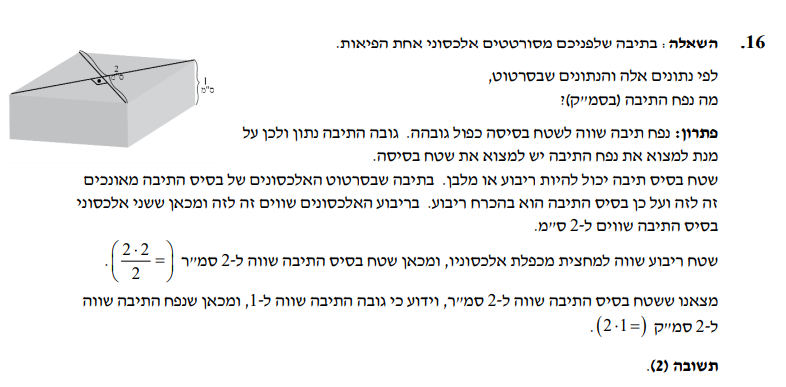 16. השאלה: בתיבה שלפניכם מסורטטים אלכסוני אחת הפיאות.
לפי נתונים אלה והנתונים שבסרטוט,
מה נפח התיבה (בסמ״ק)?
2
ס״מ
1
ס״מ
פתרון: נפח תיבה שווה לשטח בסיסה כפול גובהה. גובה התיבה נתון ולכן על
מנת למצוא את נפח התיבה יש למצוא את שטח בסיסה.
שטח בסיס תיבה יכול להיות ריבוע או מלבן. בתיבה שבסרטוט האלכסונים של בסיס התיבה מאונכים
זה לזה ועל כן בסיס התיבה הוא בהכרח ריבוע. בריבוע האלכסונים שווים זה לזה ומכאן ששני אלכסוני
בסיס התיבה שווים ל-2 ס״מ.
שטח ריבוע שווה למחצית מכפלת אלכסוניו, ומכאן שטח בסיס התיבה שווה ל-2 סמ״ר (= 2·2/2).
מצאנו ששטח בסיס התיבה שווה ל-2 סמ״ר, וידוע כי גובה התיבה שווה ל-1, ומכאן שנפח התיבה שווה
ל-2 סמ״ק (=2·1).
תשובה (2).